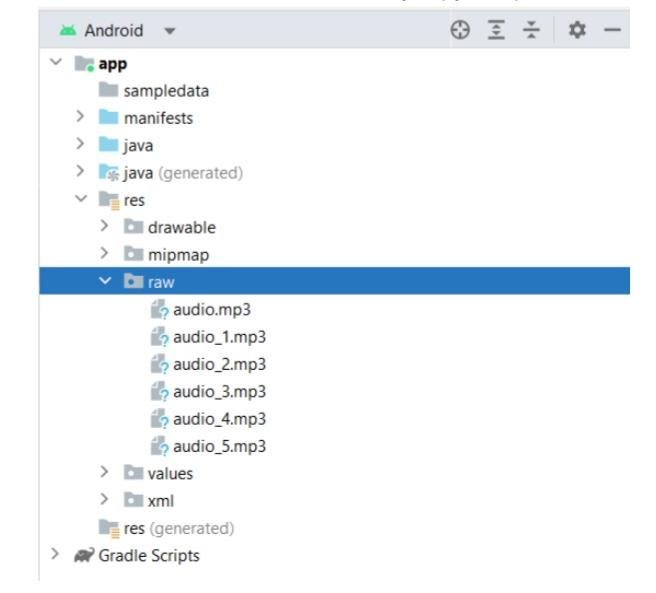 Android
app
sampledata
manifests
java
java (generated)
res
drawable
mipmap
raw
audio.mp3
audio_1.mp3
audio_2.mp3
audio_3.mp3
audio_4.mp3
audio_5.mp3
values
xml
res (generated)
Gradle Scripts